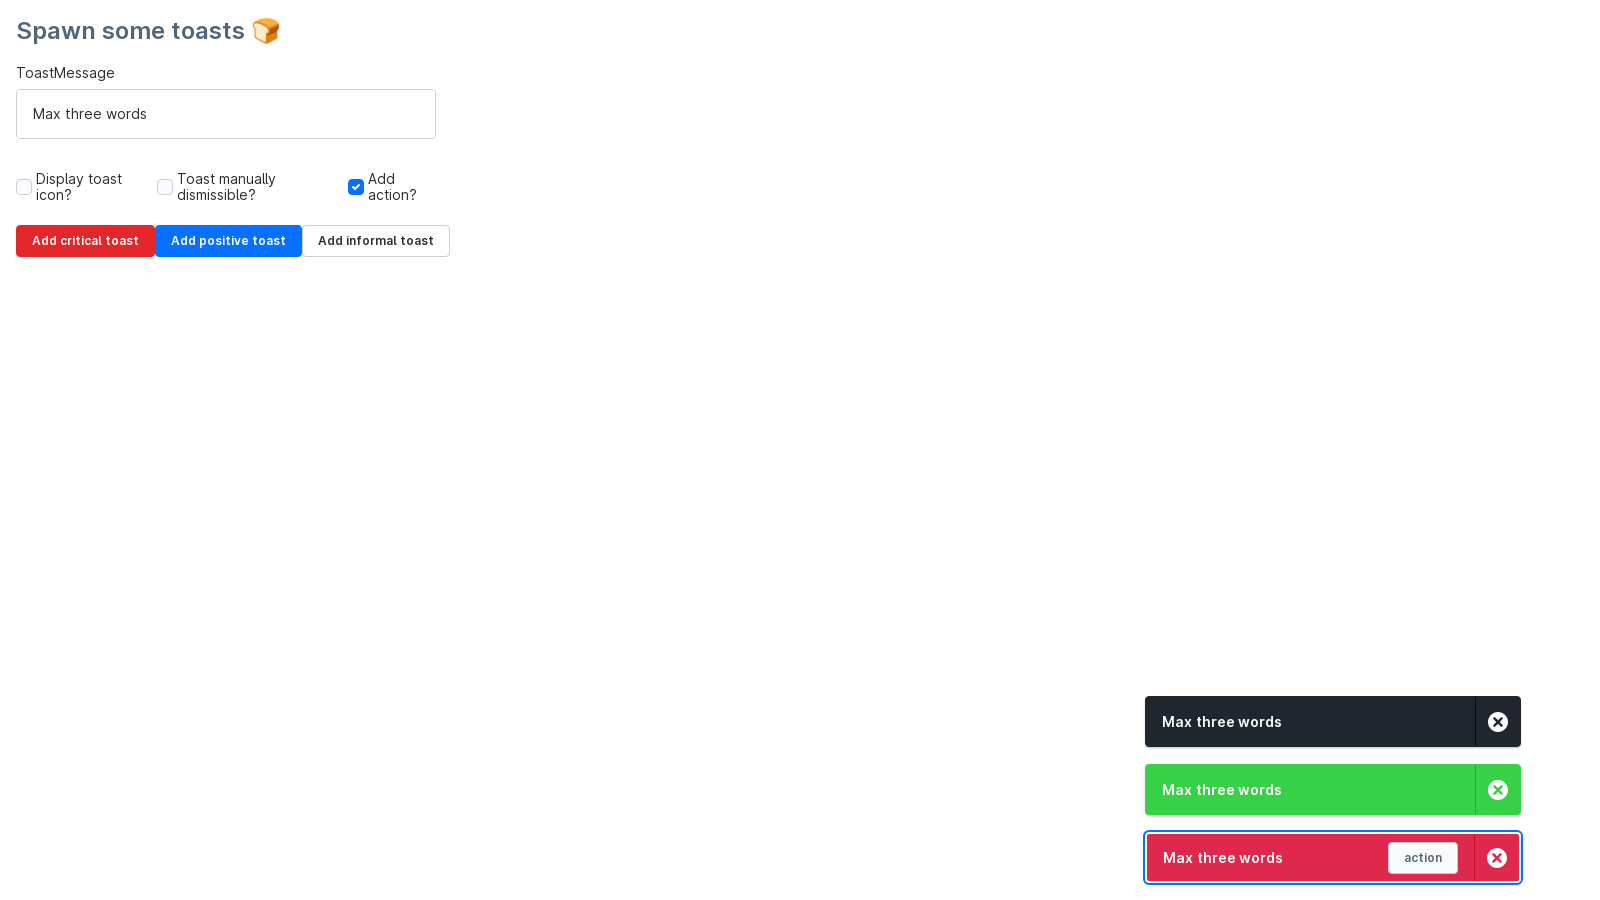 Spawn some toasts 🍞
ToastMessage
Max three words
Display toast
icon?
Toast manually
dismissible?
Add
action?
Add critical toast
Add positive toast
Add informal toast
Max three words
Max three words
Max three words
action